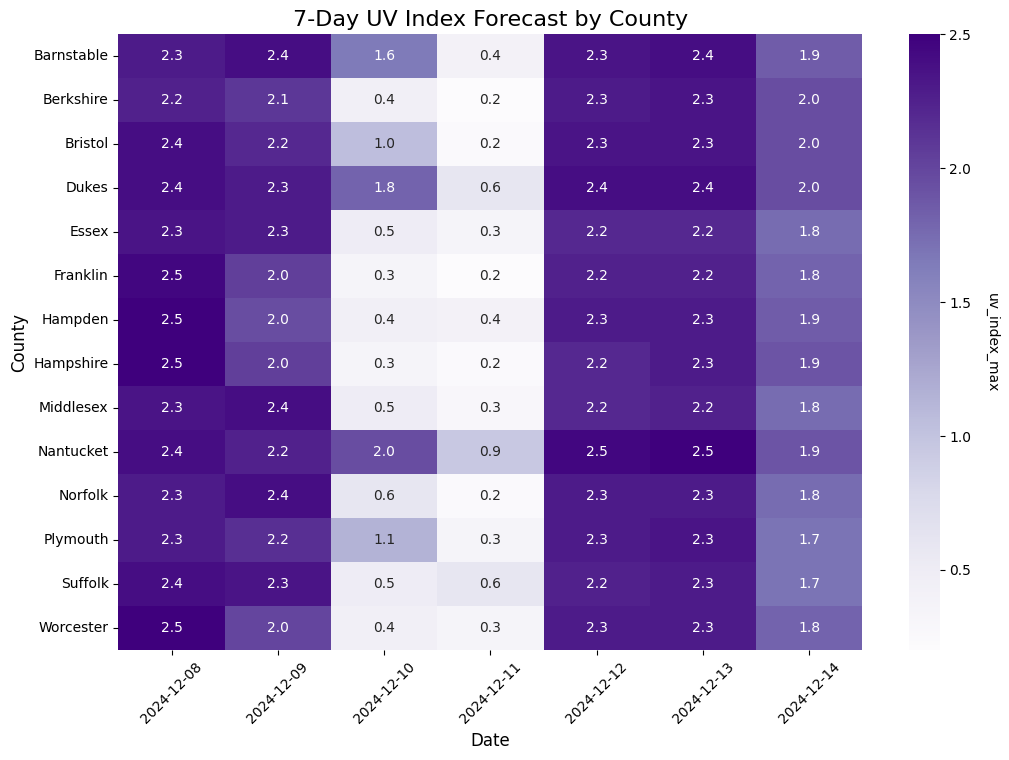 7-Day UV Index Forecast by County
County
Barnstable 2.3 2.4 1.6 0.4 2.3 2.4 1.9
Berkshire 2.2 2.1 0.4 0.2 2.3 2.3 2.0
Bristol 2.4 2.2 1.0 0.2 2.3 2.3 2.0
Dukes 2.4 2.3 1.8 0.6 2.4 2.4 2.0
Essex 2.3 2.3 0.5 0.3 2.2 2.2 1.8
Franklin 2.5 2.0 0.3 0.2 2.2 2.2 1.8
Hampden 2.5 2.0 0.4 0.4 2.3 2.3 1.9
Hampshire 2.5 2.0 0.3 0.2 2.2 2.3 1.9
Middlesex 2.3 2.4 0.5 0.3 2.2 2.2 1.8
Nantucket 2.4 2.2 2.0 0.9 2.5 2.5 1.9
Norfolk 2.3 2.4 0.6 0.2 2.3 2.3 1.8
Plymouth 2.3 2.2 1.1 0.3 2.3 2.3 1.7
Suffolk 2.4 2.3 0.5 0.6 2.2 2.3 1.7
Worcester 2.5 2.0 0.4 0.3 2.3 2.3 1.8
2024-12-08 2024-12-09 2024-12-10 2024-12-11 2024-12-12 2024-12-13 2024-12-14
Date
2.5
2.0
1.5
1.0
0.5
uv_index_max